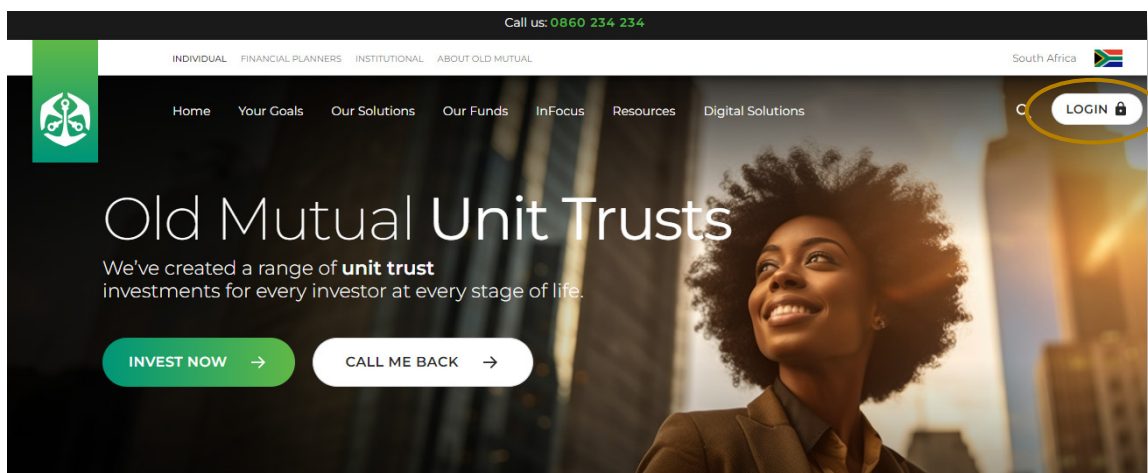 Call us: 0860 234 234
INDIVIDUAL FINANCIAL PLANNERS INSTITUTIONAL ABOUT OLD MUTUAL South Africa
Home Your Goals Our Solutions Our Funds InFocus Resources Digital Solutions LOGIN
Old Mutual Unit Trusts
We've created a range of unit trust
investments for every investor at every stage of life.
INVEST NOW → CALL ME BACK →